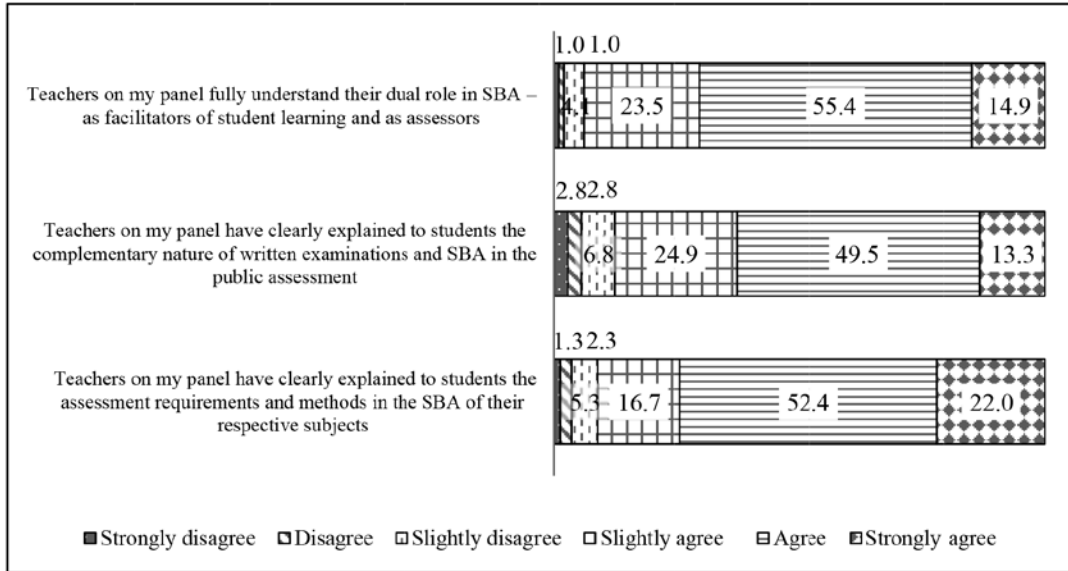 1.0 1.0
Teachers on my panel fully understand their dual role in SBA –
as facilitators of student learning and as assessors
4.1 23.5 55.4 14.9
2.8 2.8
Teachers on my panel have clearly explained to students the
complementary nature of written examinations and SBA in the
public assessment
6.8 24.9 49.5 13.3
1.3 2.3
Teachers on my panel have clearly explained to students the
assessment requirements and methods in the SBA of their
respective subjects
5.3 16.7 52.4 22.0
Strongly disagree Disagree Slightly disagree Slightly agree Agree Strongly agree